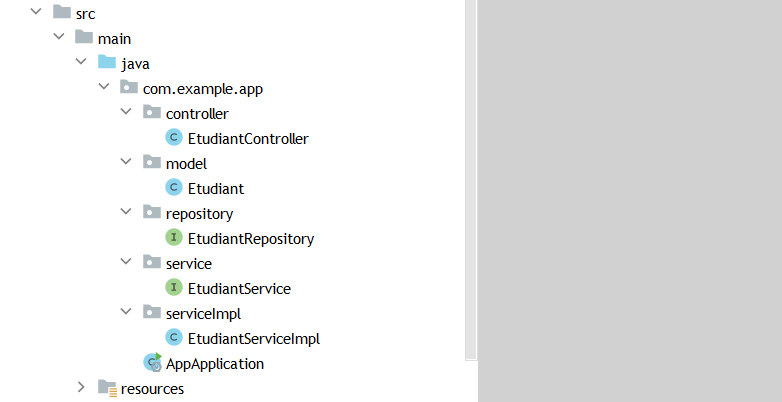 src
main
java
com.example.app
controller
C EtudiantController
model
C Etudiant
repository
I EtudiantRepository
service
I EtudiantService
serviceImpl
C EtudiantServiceImpl
AppApplication
resources